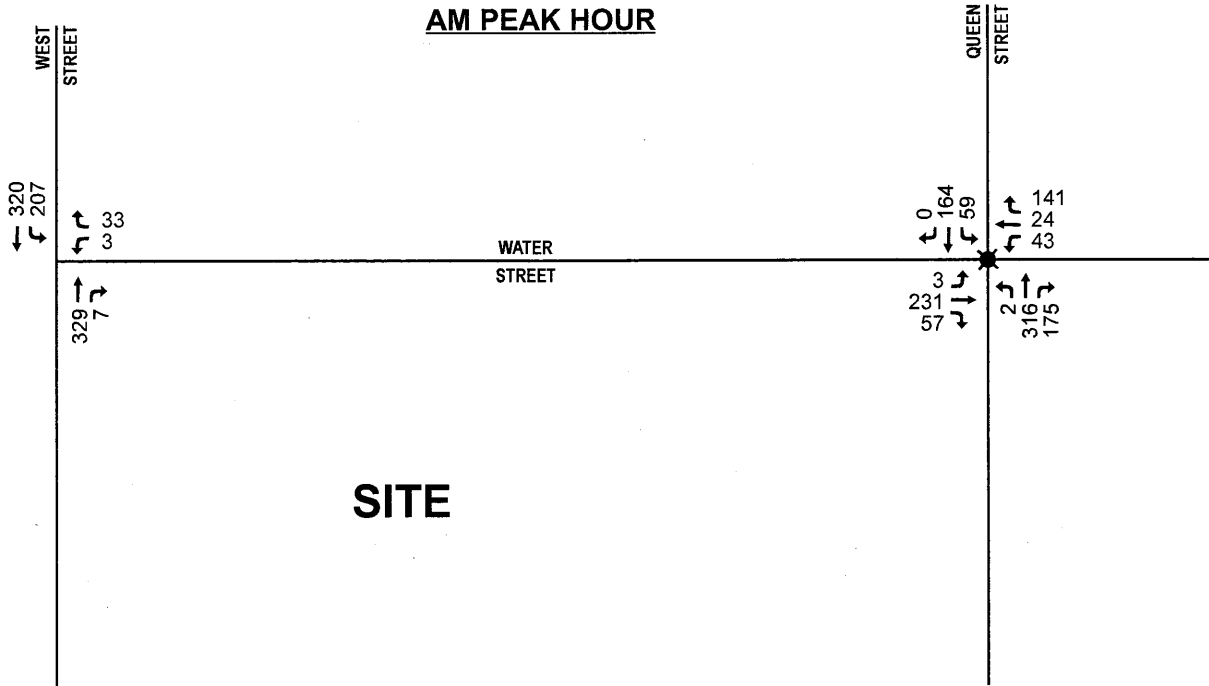 AM PEAK HOUR
WEST
STREET
QUEEN
STREET
320
207
33
3
329
7
WATER
STREET
0
164
59
141
24
43
3
231
57
2
316
175
SITE